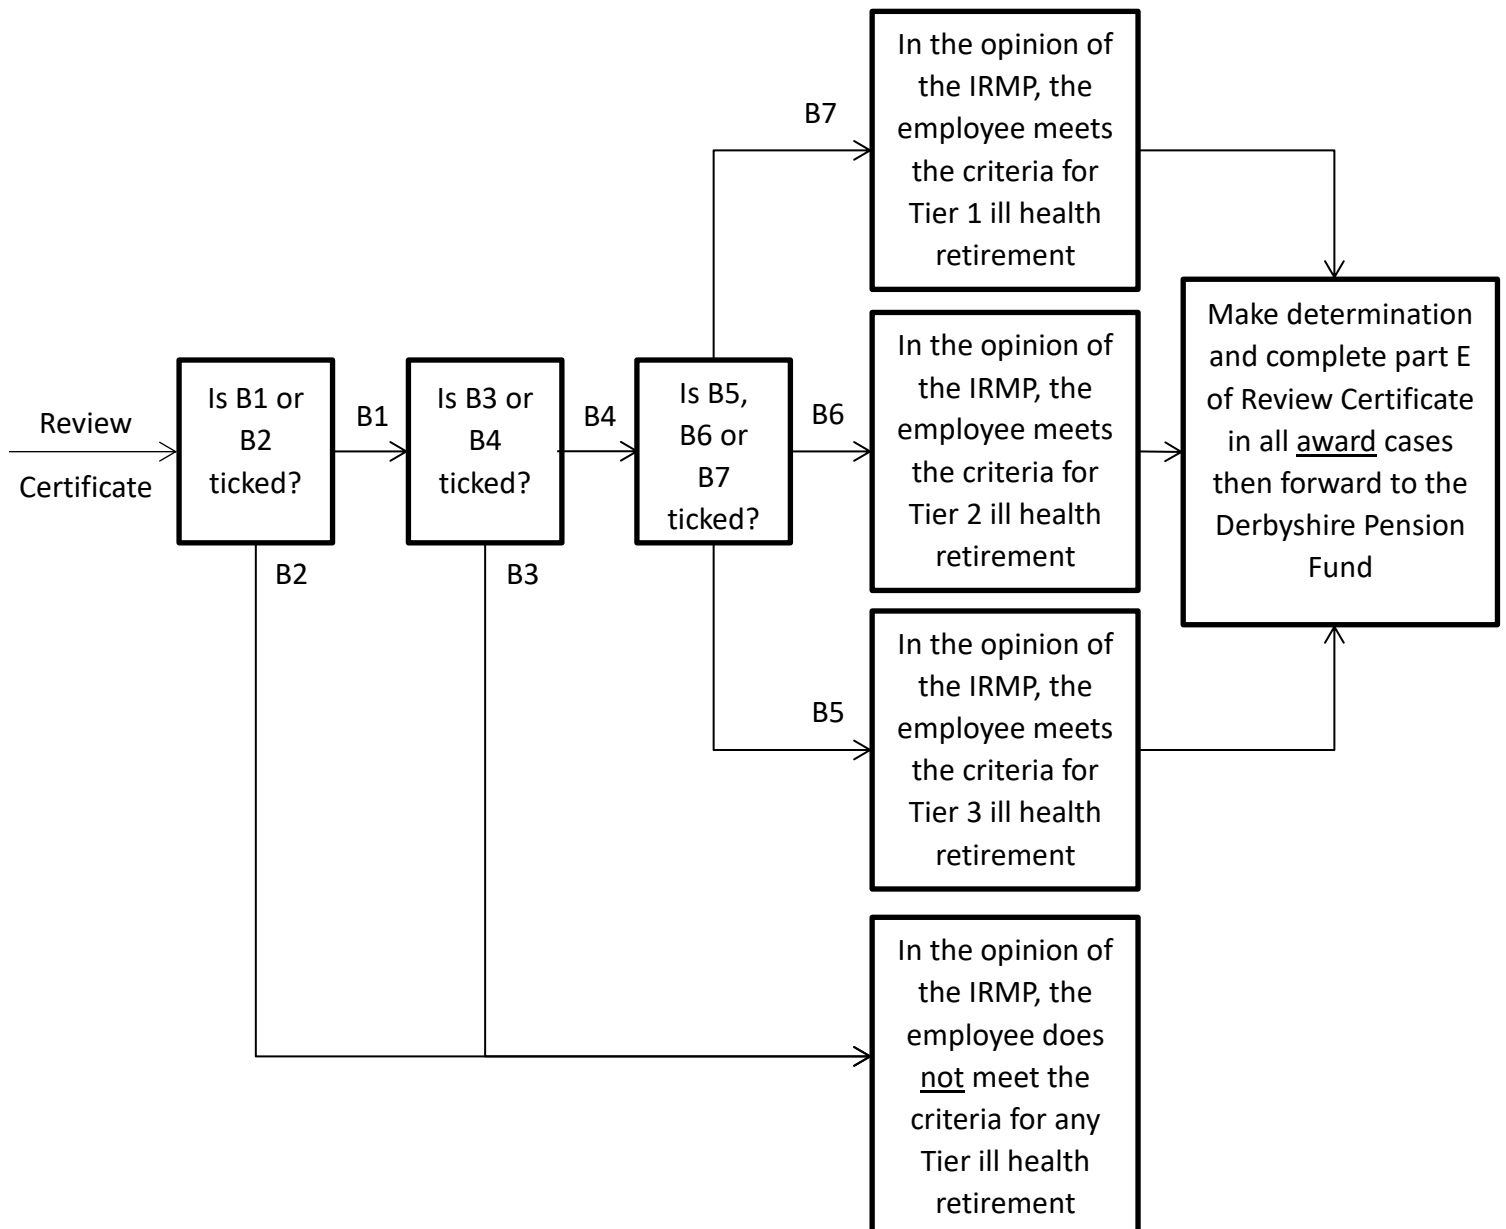 Review
Certificate
Is B1 or
B2
ticked?
B1
B2
Is B3 or
B4
ticked?
B4
B3
Is B5,
B6 or
B7
ticked?
B7
In the opinion of
the IRMP, the
employee meets
the criteria for
Tier 1 ill health
retirement
B6
In the opinion of
the IRMP, the
employee meets
the criteria for
Tier 2 ill health
retirement
B5
In the opinion of
the IRMP, the
employee meets
the criteria for
Tier 3 ill health
retirement
In the opinion of
the IRMP, the
employee does
not meet the
criteria for any
Tier ill health
retirement
Make determination
and complete part E
of Review Certificate
in all award cases
then forward to the
Derbyshire Pension
Fund